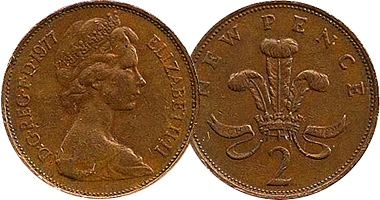 D·G·REG·F·D·1977
ELIZABETH II
NEW PENCE
2